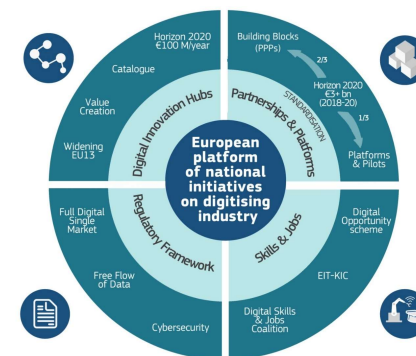 Horizon 2020
€100 M/year
Catalogue
Value
Creation
Widening
EU13
Digital Innovation Hubs
Building Blocks
(PPPs)
2/3
Horizon 2020
€3+ bn
(2018-20)
1/3
Platforms
& Pilots
STANDARDISATION
Partnerships & Platforms
European
platform
of national
initiatives
on digitising
industry
Full Digital
Single
Market
Free Flow
of Data
Cybersecurity
Regulatory Framework
Skills & Jobs
Digital
Opportunity
scheme
EIT-KIC
Digital Skills
& Jobs
Coalition